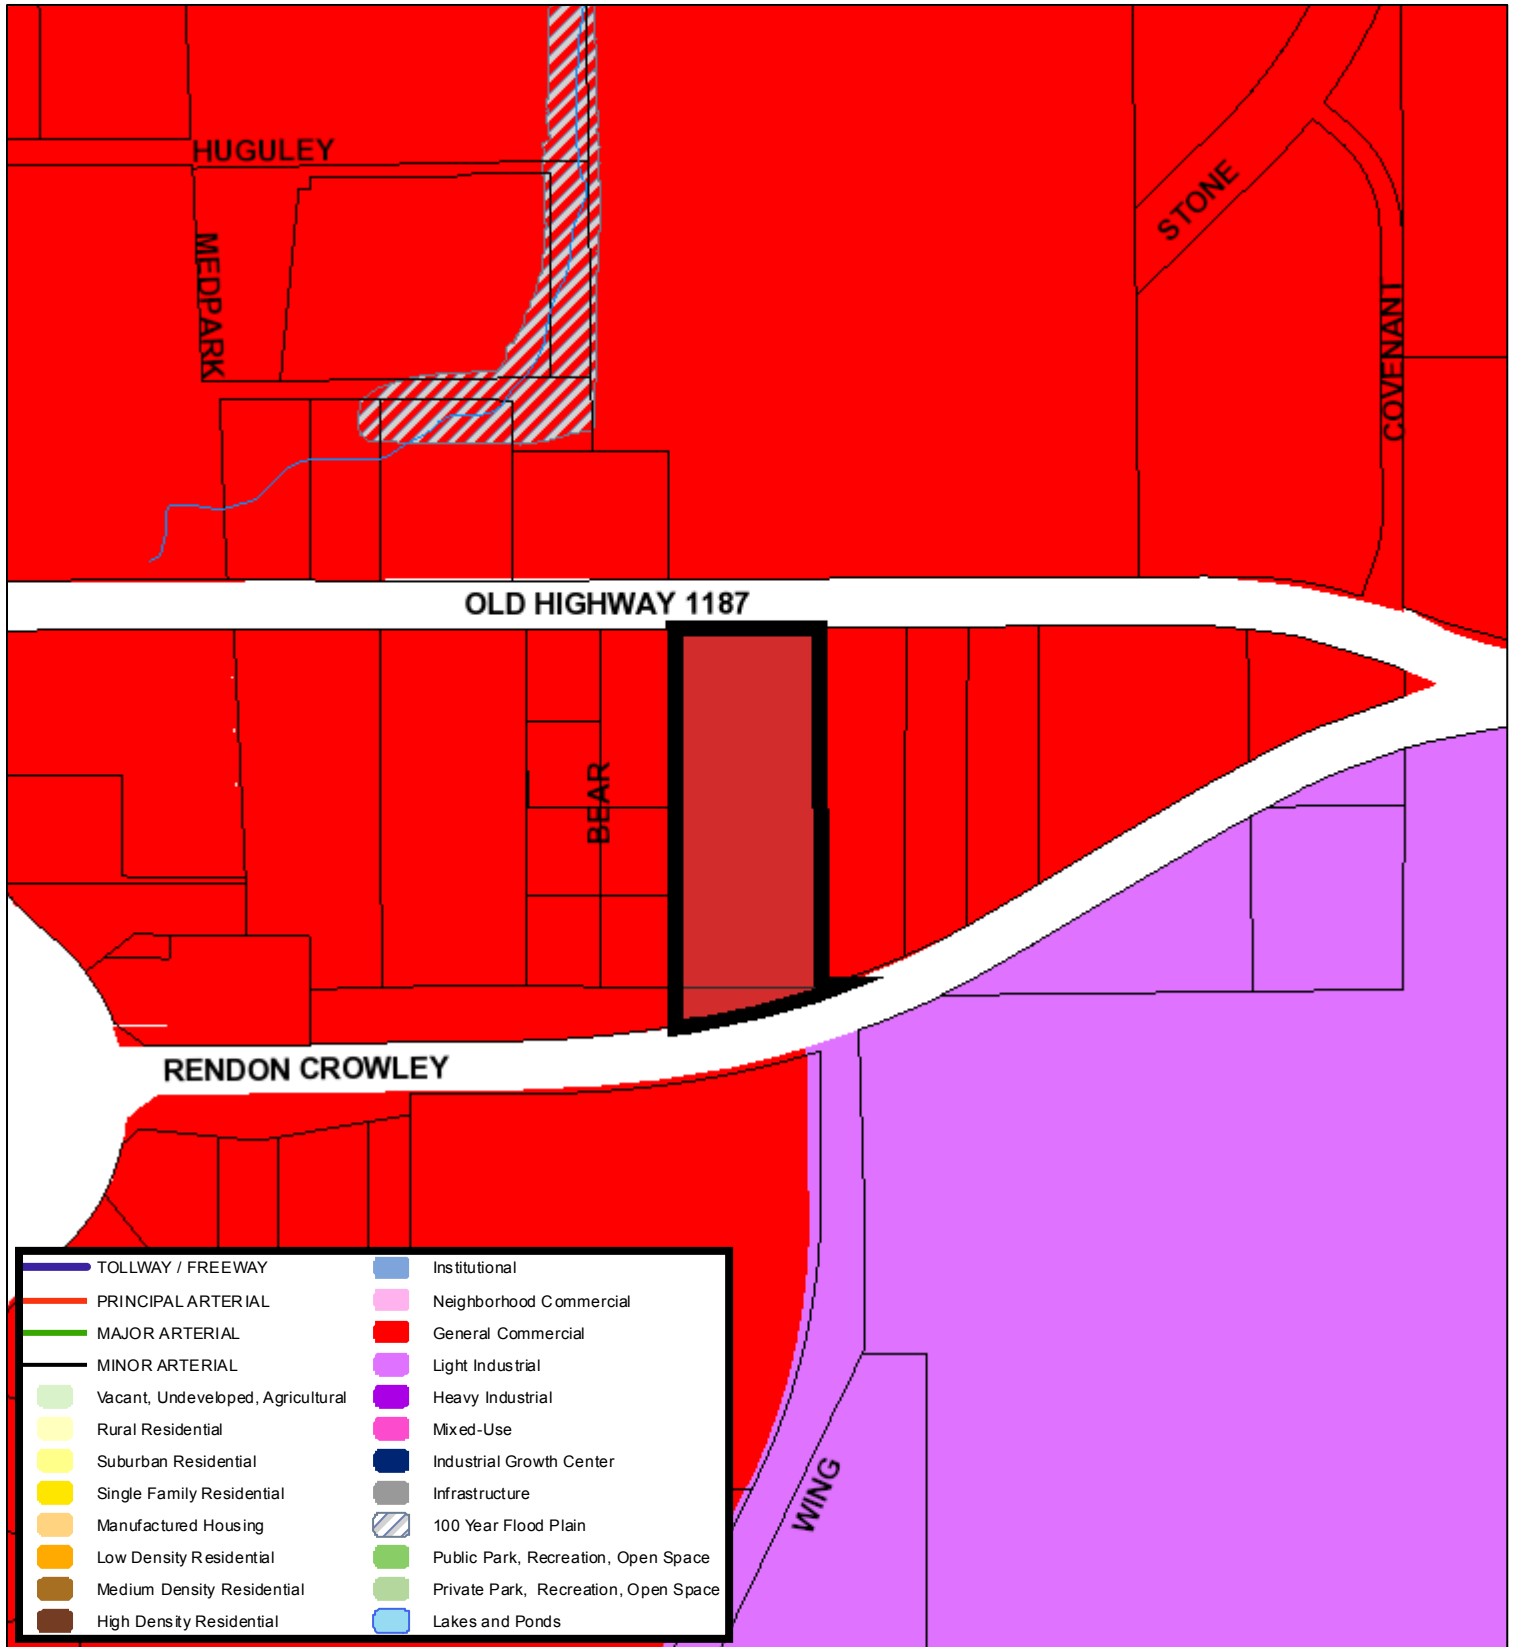 HUGULEY
STONE
MEDPARK
COVENANT
OLD HIGHWAY 1187
BEAR
RENDON CROWLEY
WING
TOLLWAY / FREEWAY
PRINCIPAL ARTERIAL
MAJOR ARTERIAL
MINOR ARTERIAL
Vacant, Undeveloped, Agricultural
Rural Residential
Suburban Residential
Single Family Residential
Manufactured Housing
Low Density Residential
Medium Density Residential
High Density Residential
Institutional
Neighborhood Commercial
General Commercial
Light Industrial
Heavy Industrial
Mixed-Use
Industrial Growth Center
Infrastructure
100 Year Flood Plain
Public Park, Recreation, Open Space
Private Park, Recreation, Open Space
Lakes and Ponds